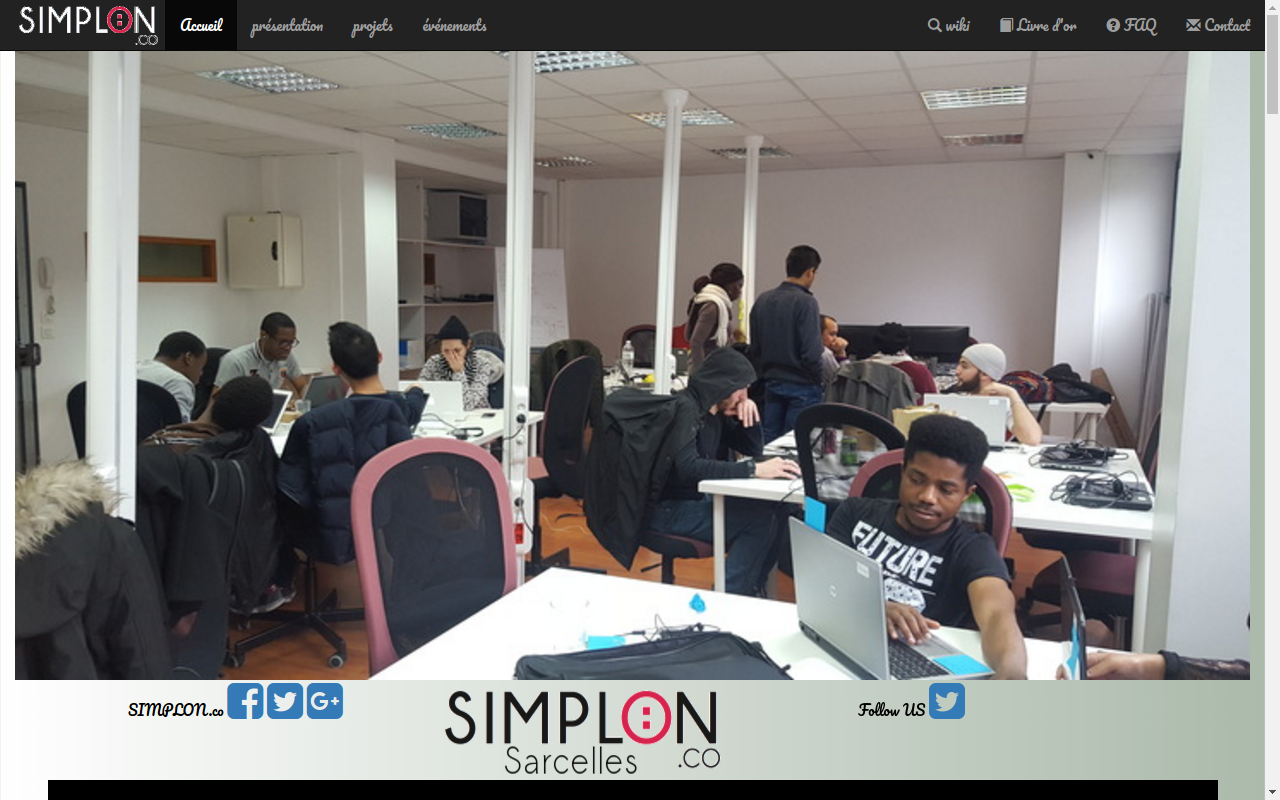 SIMPLON.CO Accueil présentation projets événements wiki Livre d'or FAQ Contact
FUTURE
SIMPLON.co Follow US
SIMPLON
Sarcelles .co